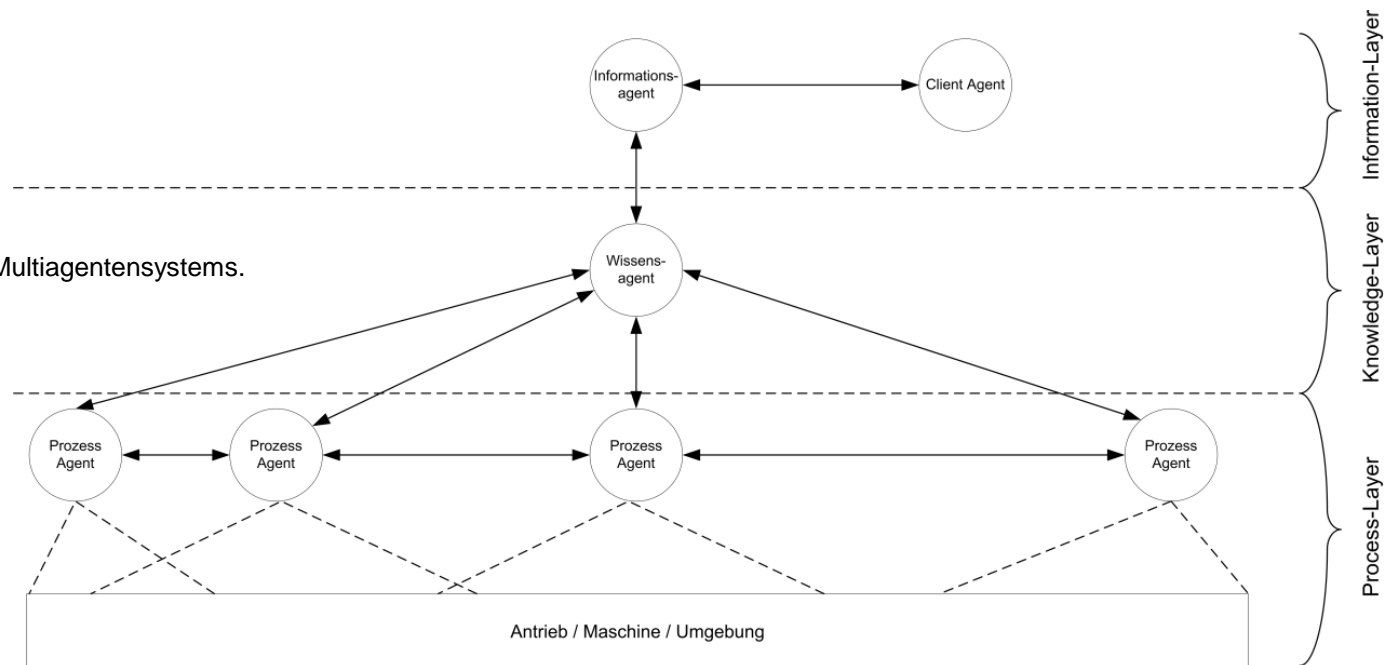 Informations-
agent
Client Agent
Information-Layer
Multiagentensystems.
Wissens-
agent
Knowledge-Layer
Prozess
Agent
Prozess
Agent
Prozess
Agent
Prozess
Agent
Process-Layer
Antrieb / Maschine / Umgebung